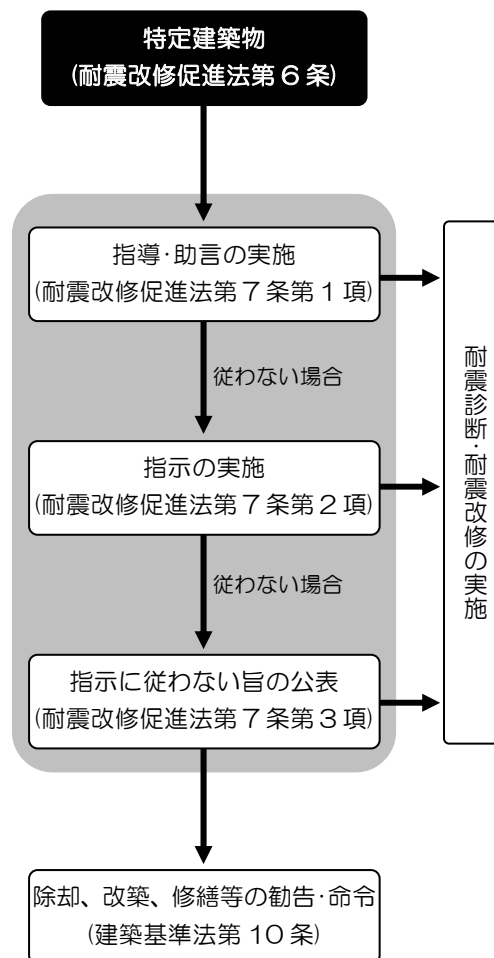 特定建築物
(耐震改修促進法第6条)
指導・助言の実施
(耐震改修促進法第7条第1項)
従わない場合
指示の実施
(耐震改修促進法第7条第2項)
従わない場合
指示に従わない旨の公表
(耐震改修促進法第7条第3項)
耐震診断・耐震改修の実施
除却、改築、修繕等の勧告・命令
(建築基準法第10条)